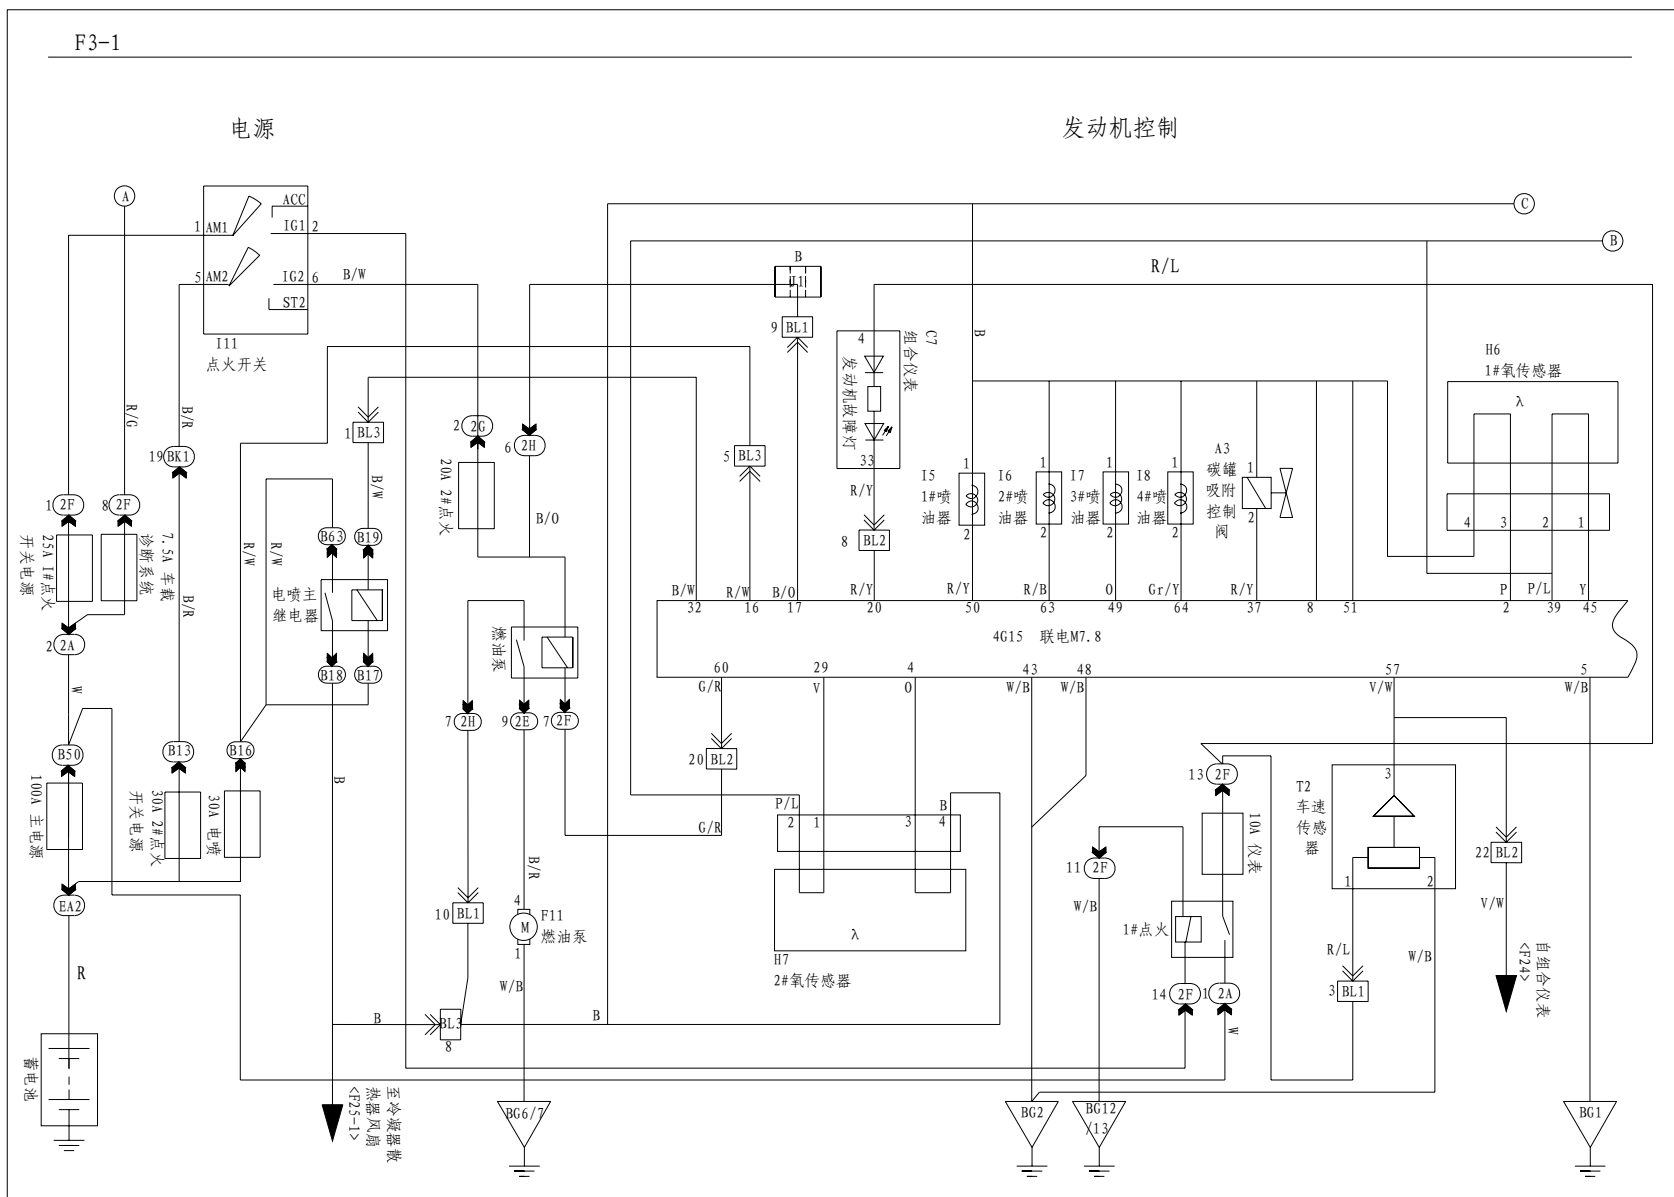 F3-1
电源
发动机控制
A
ACC
1
AM1
IG1
2
5
AM2
IG2
6
ST2
I11
点火开关
B/W
B
J1
9
BL1
R/L
C
B
R/G
B/R
19
BK1
1
BL3
B/W
2
2G
20A 2#点火
6
2H
B/O
5
BL3
4
发动机故障灯
33
C7
组合仪表
R/Y
8
BL2
B
H6
1#氧传感器
λ
4
3
2
1
1
2F
25A 1#点火
开关电源
8
2F
7.5A 车载
诊断系统
B/R
2
2A
W
R/W
R/W
B63
B19
电喷主
继电器
B18
B17
I5
1#喷
油器
1
2
I6
2#喷
油器
1
2
I7
3#喷
油器
1
2
I8
4#喷
油器
1
2
A3
碳罐
吸附
控制
阀
1
2
B/W
R/W
B/O
R/Y
R/Y
R/B
O
Gr/Y
R/Y
P
P/L
Y
32
16
17
20
50
63
49
64
37
8
51
2
39
45
4G15 联电M7.8
60
29
4
43
48
57
5
G/R
V
O
W/B
W/B
V/W
W/B
燃油泵
7
2H
9
2E
7
2F
20
BL2
G/R
B50
B13
B16
100A 主电源
30A 2#点火
开关电源
30A 电喷
B
EA2
R
蓄电池
P/L
B
2
1
3
4
λ
H7
2#氧传感器
B/R
4
M
1
F11
燃油泵
W/B
10
BL1
B
BL3
8
B
13
2F
10A 仪表
11
2F
W/B
1#点火
14
2F
1
2A
W
T2
车速
传感
器
3
1
2
R/L
W/B
3
BL1
22
BL2
V/W
自组合仪表
<F24>
至冷凝器散
热器风扇
<F25-1>
BG6/7
BG2
BG12
/13
BG1